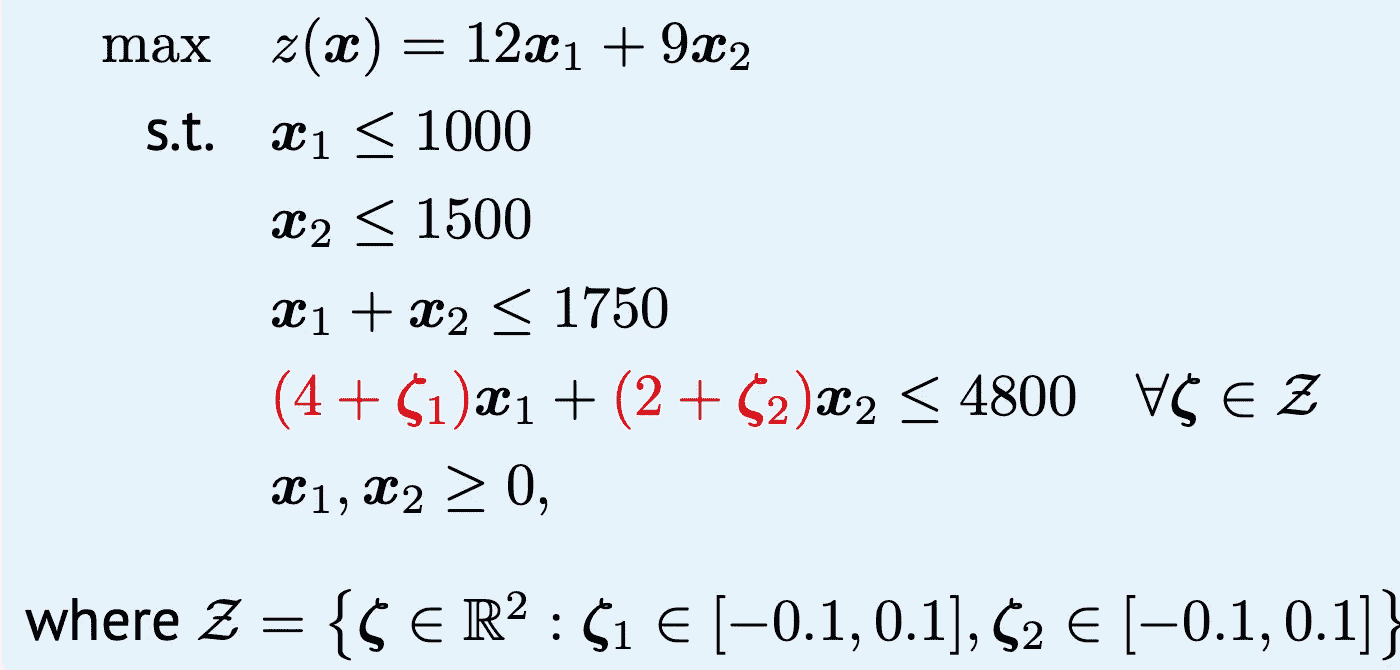 max z(𝒙) = 12𝒙₁ + 9𝒙₂
s.t. 𝒙₁ ≤ 1000
𝒙₂ ≤ 1500
𝒙₁ + 𝒙₂ ≤ 1750
(4 + ζ₁)𝒙₁ + (2 + ζ₂)𝒙₂ ≤ 4800 ∀ζ ∈ 𝒵
𝒙₁, 𝒙₂ ≥ 0,
where 𝒵 = {ζ ∈ ℝ² : ζ₁ ∈ [−0.1, 0.1], ζ₂ ∈ [−0.1, 0.1]}